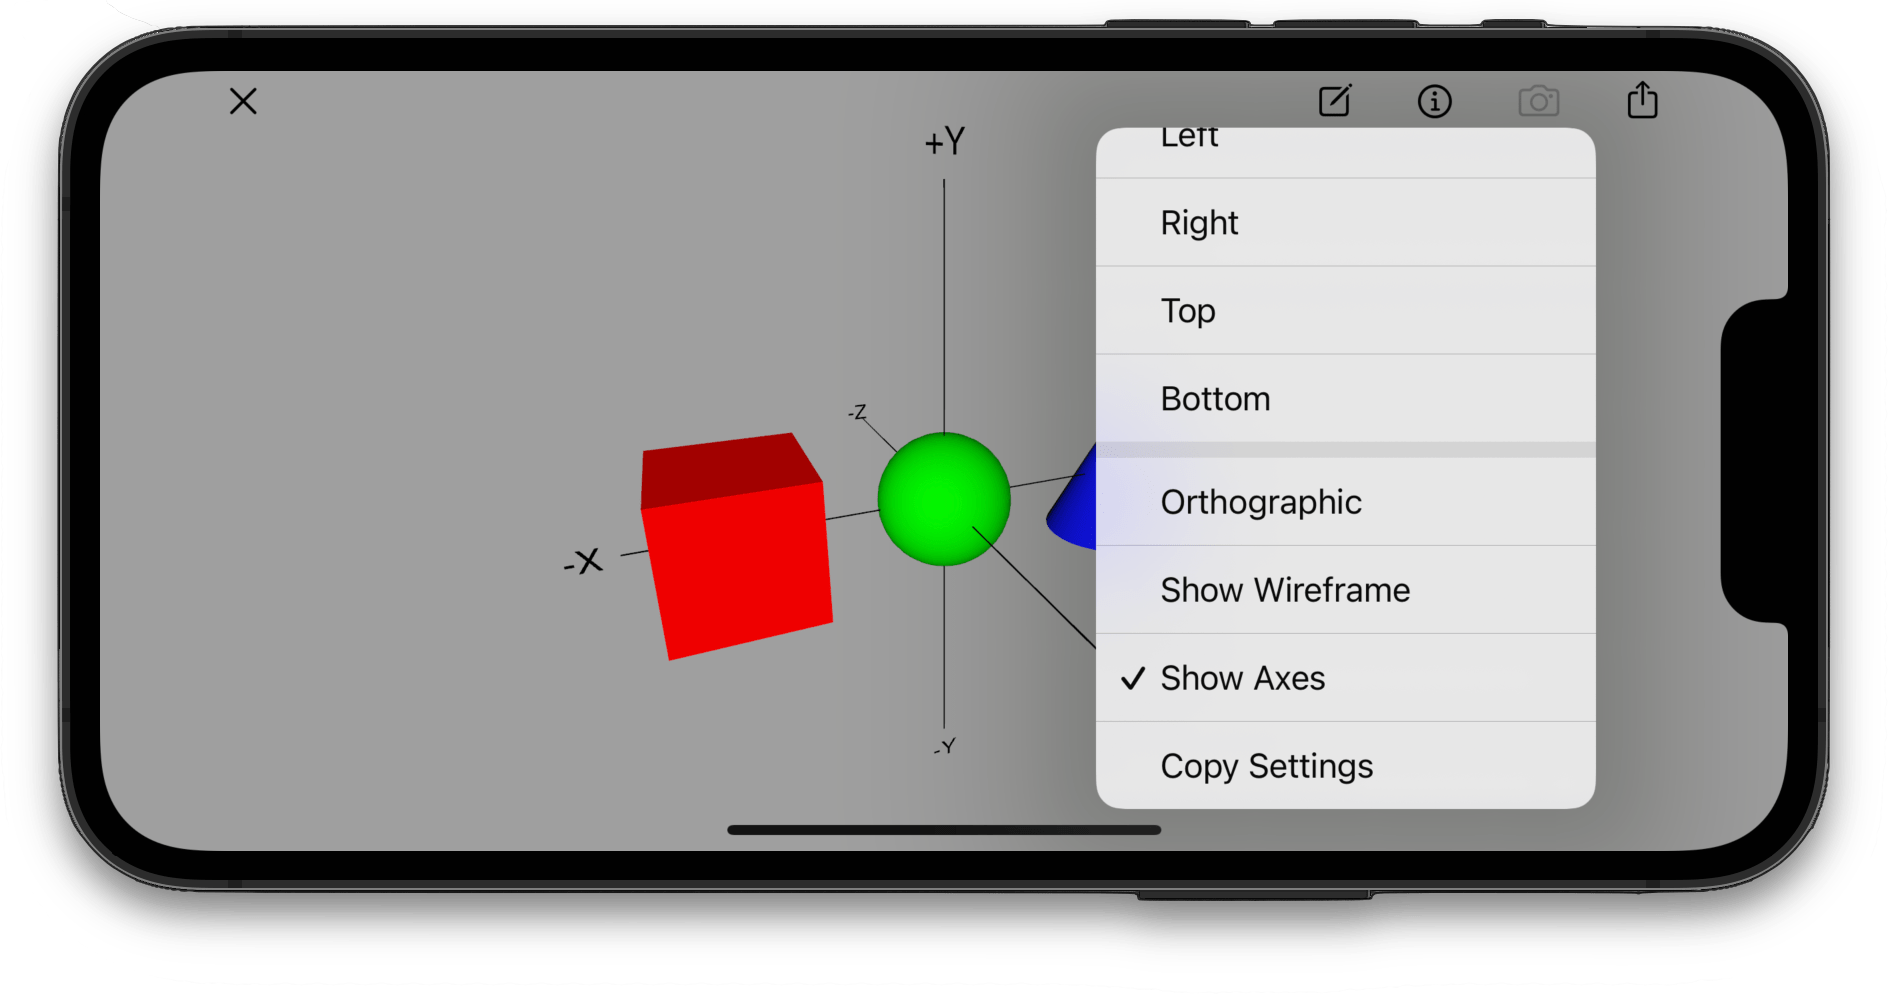 +Y
-Z
-X
-Y
Left
Right
Top
Bottom
Orthographic
Show Wireframe
✓ Show Axes
Copy Settings